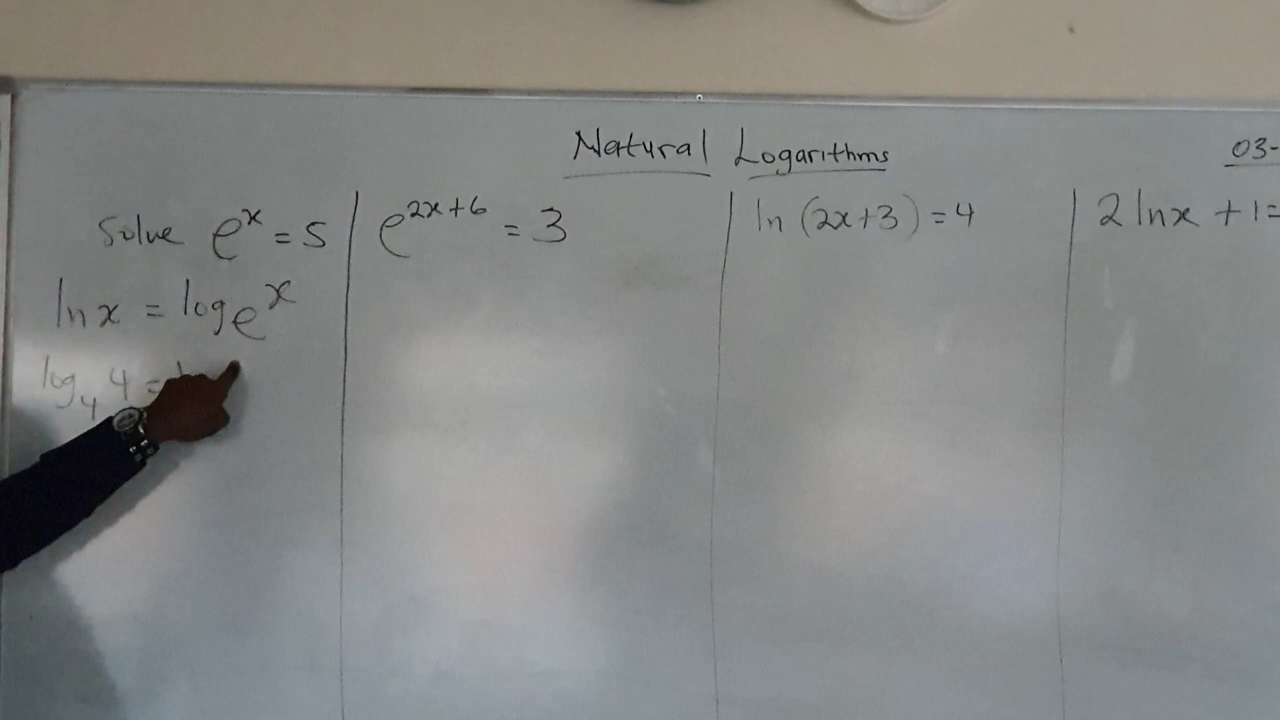 Natural Logarithms
03-
Solve e^x = 5
ln x = log_e x
log_4 4 =
e^{2x+6} = 3
ln (2x+3) = 4
2 ln x + 1 =